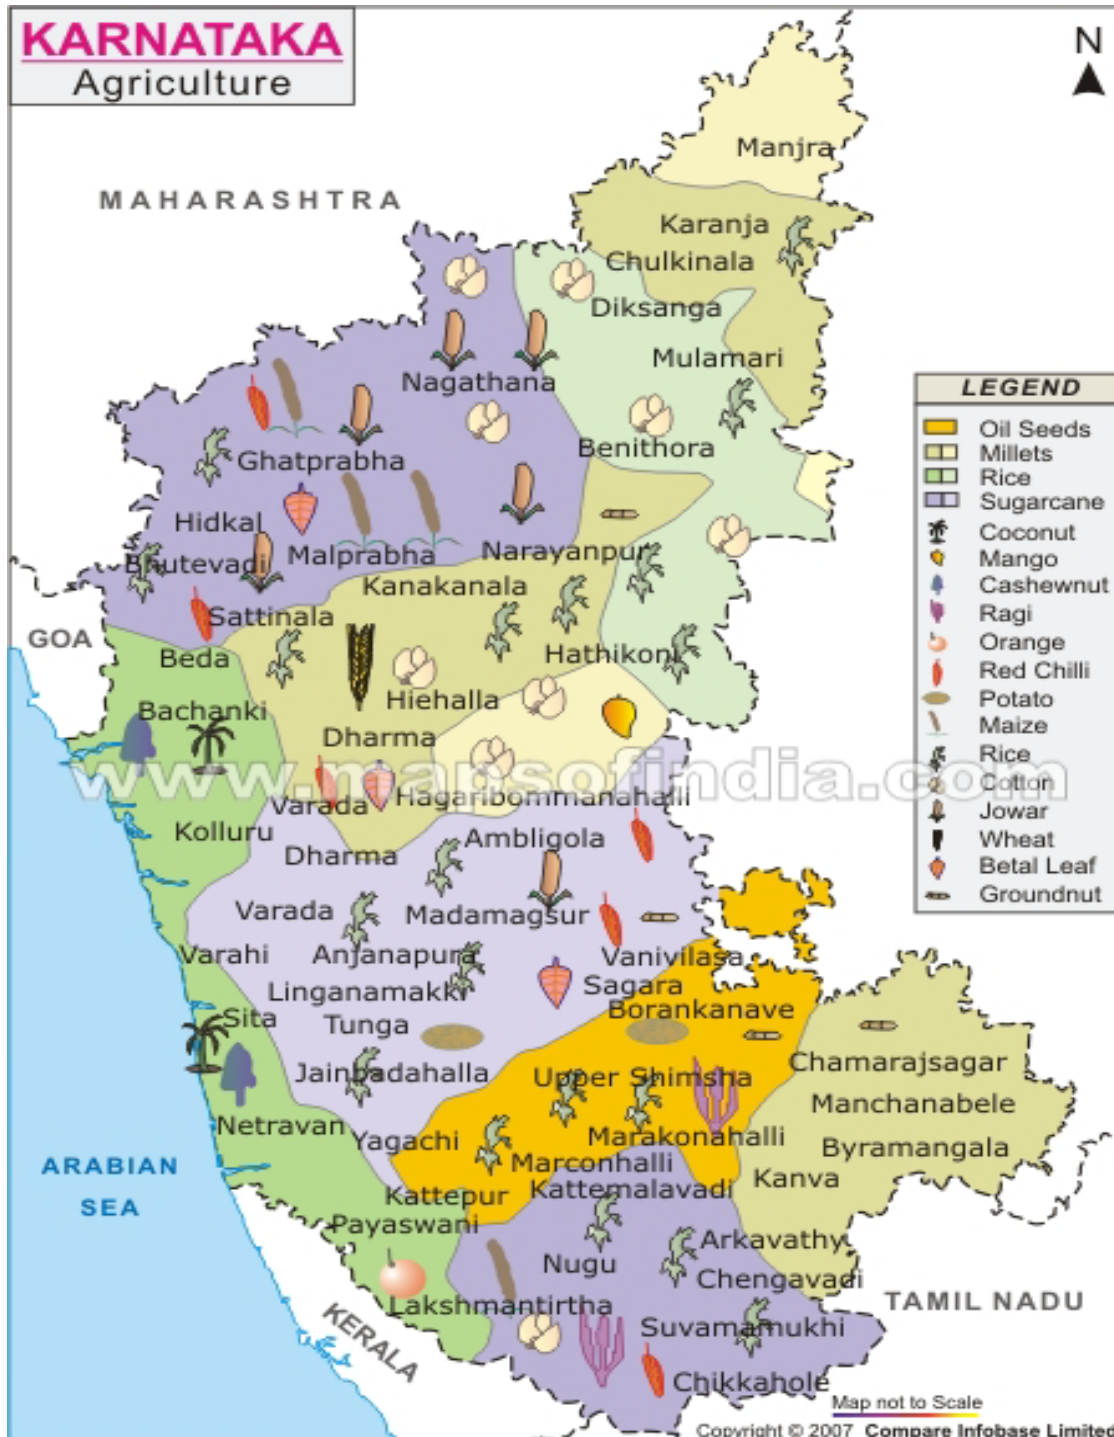 KARNATAKA
Agriculture
N
MAHARASHTRA
Manjra
Karanja
Chulkinala
Diksanga
Mulamari
Nagathana
Benithora
Ghatprabha
Hidkal
Bhutevadi
Malprabha
Narayanpur
Kanakanala
Sattinala
GOA
Beda
Hathikoni
Bachanki
Hiehalla
Dharma
www.mapsofindia.com
Varada
Hagaribommanahalli
Kolluru
Ambligola
Dharma
Varada
Madamagsur
Varahi
Anjanapura
Vanivilasa
Linganamakki
Sagara
Sita
Tunga
Borankanave
Jainbadahalla
Upper Shimsha
Chamarajsagar
Manchanabele
Netravan
Yagachi
Marakonahalli
Byramangala
Marconhalli
Kanva
Kattepur
Kattemalavadi
Payaswani
Arkavathy
Nugu
Chengavadi
Lakshmantirtha
Suvamamukhi
Chikkahole
ARABIAN
SEA
KERALA
TAMIL NADU
LEGEND
Oil Seeds
Millets
Rice
Sugarcane
Coconut
Mango
Cashewnut
Ragi
Orange
Red Chilli
Potato
Maize
Rice
Cotton
Jowar
Wheat
Betal Leaf
Groundnut
Map not to Scale
Copyright © 2007 Compare Infobase Limited